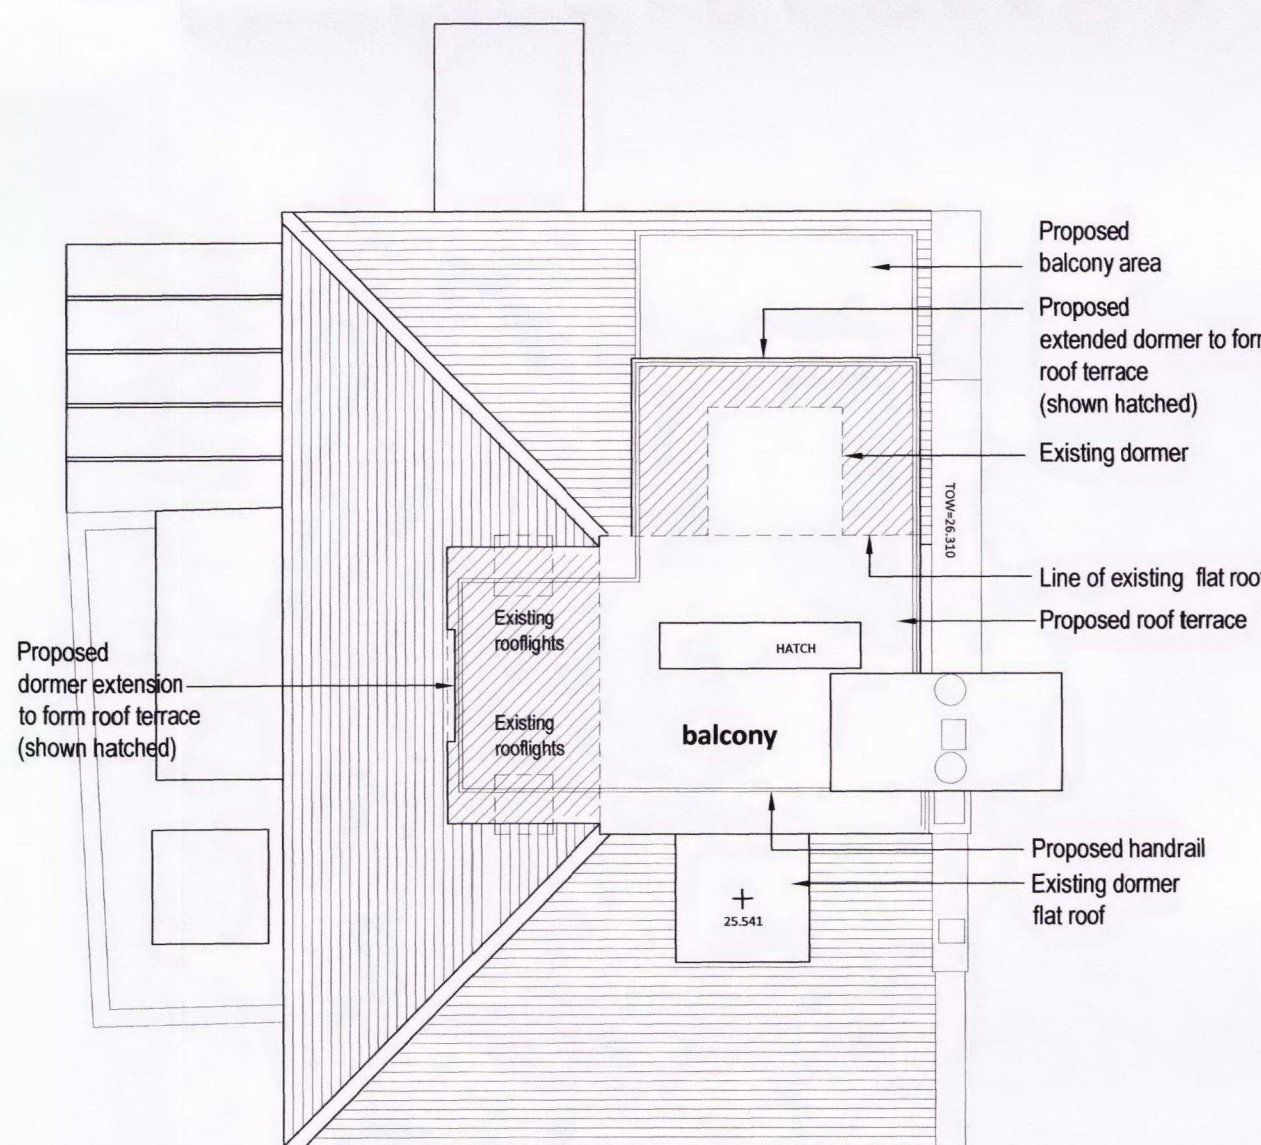 Proposed
balcony area
Proposed
extended dormer to for
roof terrace
(shown hatched)
Existing dormer
TOW=26.310
Line of existing flat roof
Proposed roof terrace
Existing
rooflights
HATCH
Proposed
dormer extension
to form roof terrace
(shown hatched)
Existing
rooflights
balcony
Proposed handrail
Existing dormer
flat roof
25.541